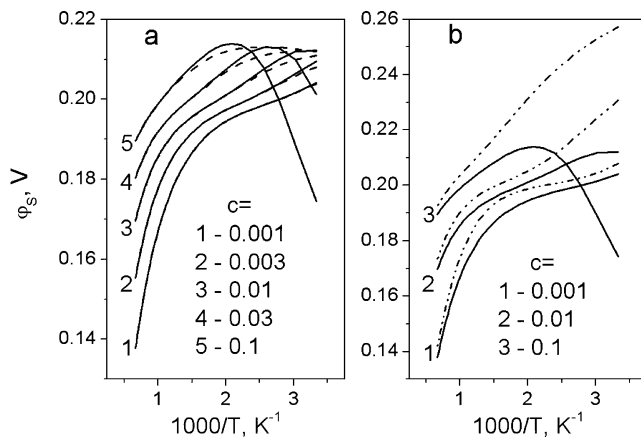 a
0.21
0.20
0.19
0.18
0.17
0.16
0.15
0.14
φs, V
5
4
3
2
1
c=
1 - 0.001
2 - 0.003
3 - 0.01
4 - 0.03
5 - 0.1
1
2
3
1000/T, K⁻¹
b
0.26
0.24
0.22
0.20
0.18
0.16
0.14
3
2
1
c=
1 - 0.001
2 - 0.01
3 - 0.1
1
2
3
1000/T, K⁻¹